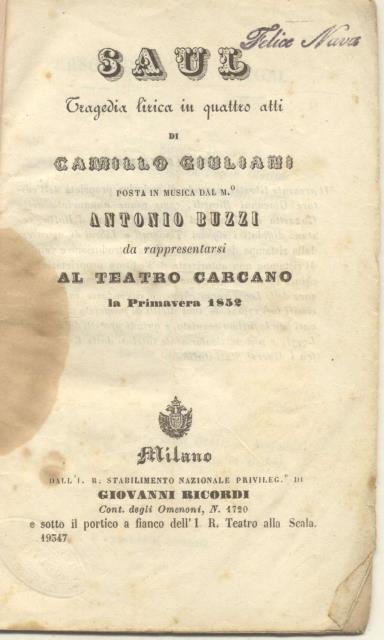 Felice Nava
SAUL
Tragedia lirica in quattro atti
DI
CAMILLO GIULIANI
POSTA IN MUSICA DAL M.º
ANTONIO BUZZI
da rappresentarsi
AL TEATRO CARCANO
la Primavera 1852
Milano
DALL'I. R. STABILIMENTO NAZIONALE PRIVILEG.º DI
GIOVANNI RICORDI
Cont. degli Omenoni, N. 1720
e sotto il portico a fianco dell'I. R. Teatro alla Scala.
19347